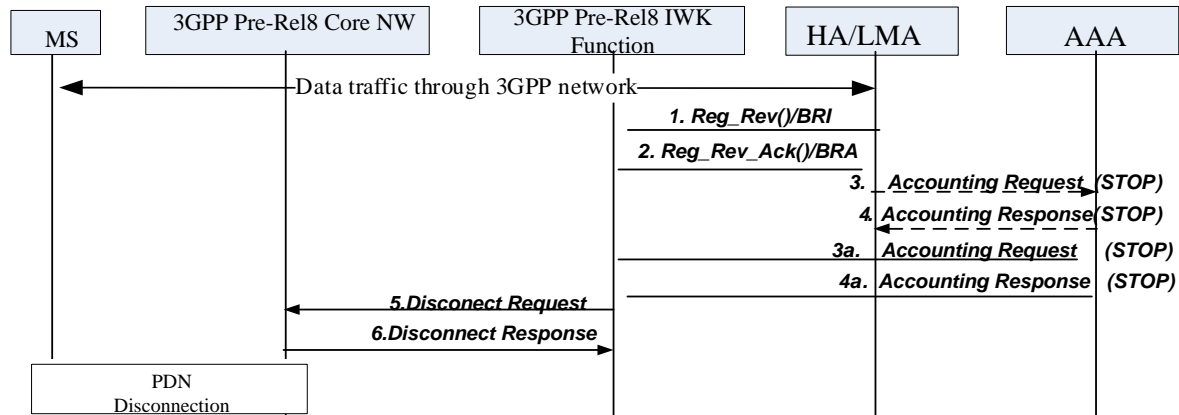 MS
3GPP Pre-Rel8 Core NW
3GPP Pre-Rel8 IWK
Function
HA/LMA
AAA
Data traffic through 3GPP network
1. Reg_Rev()/BRI
2. Reg_Rev_Ack()/BRA
3. Accounting Request (STOP)
4. Accounting Response(STOP)
3a. Accounting Request (STOP)
4a. Accounting Response (STOP)
5.Disconect Request
6.Disconnect Response
PDN
Disconnection